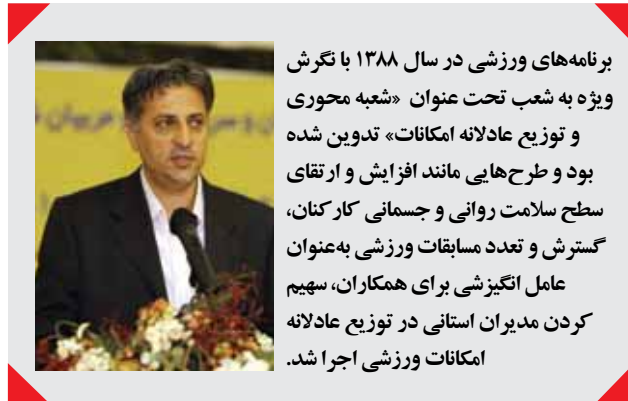 برنامه‌های ورزشی در سال ۱۳۸۸ با نگرش
ویژه به شعب تحت عنوان «شعبه محوری
و توزیع عادلانه امکانات» تدوین شده
بود و طرح‌هایی مانند افزایش و ارتقای
سطح سلامت روانی و جسمانی کارکنان،
گسترش و تعدد مسابقات ورزشی به‌عنوان
عامل انگیزشی برای همکاران، سهیم
کردن مدیران استانی در توزیع عادلانه
امکانات ورزشی اجرا شد.